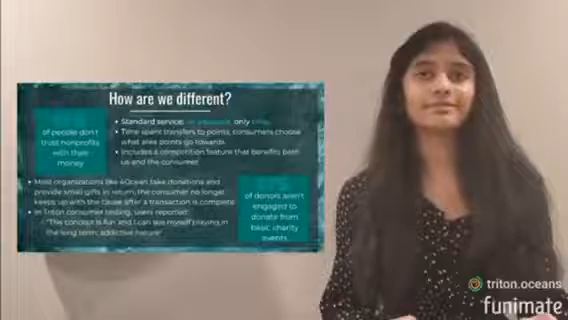 How are we different?
of people don't
trust nonprofits
with their
money
• Standard service: no payment, only time.
• Time spent transfers to points, consumers choose
what area points go towards.
• Includes a competition feature that benefits both
us and the consumer.
• Most organizations like 4Ocean take donations and
provide small gifts in return, the consumer no longer
keeps up with the cause after a transaction is complete.
• In Triton consumer testing, users reported:
"The concept is fun and I can see myself playing in
the long term, addictive nature"
of donors aren't
engaged to
donate from
basic charity
events
triton.oceans
funimate